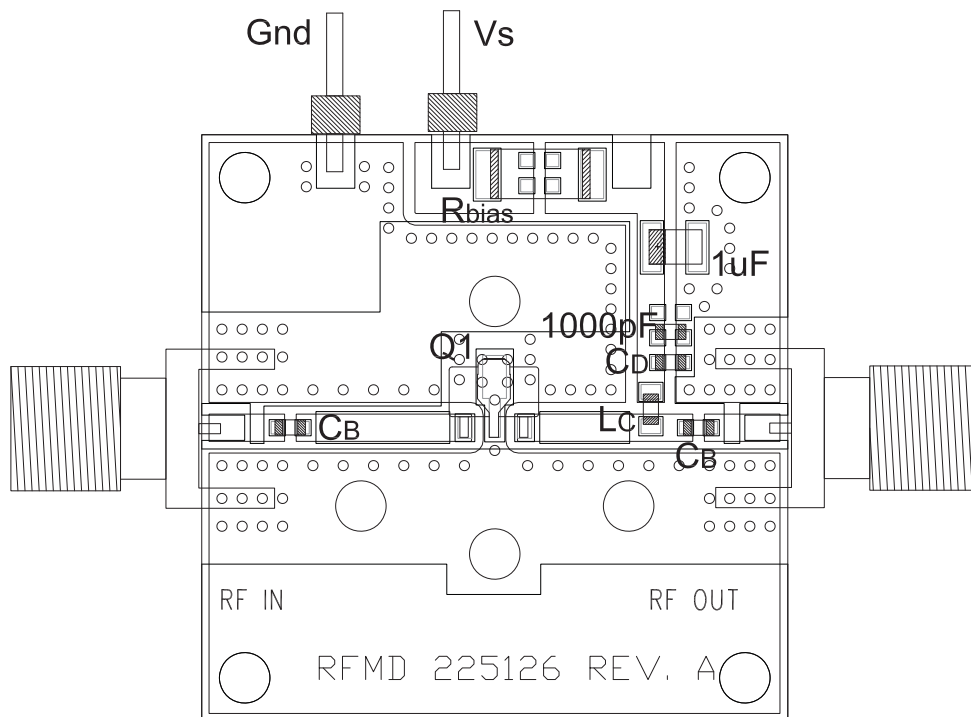 Gnd
Vs
Rbias
1uF
1000pF
Q1
CD
CB
LC
CB
RF IN
RF OUT
RFMD 225126 REV. A